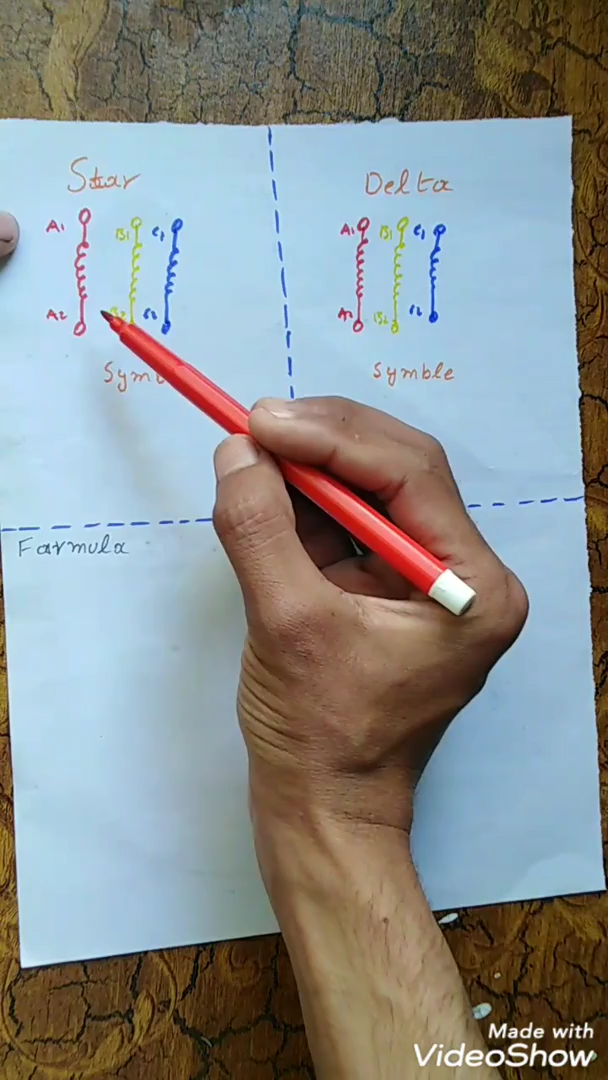 Star
Delta
A1 B1 C1
A1 B1 C1
A2 B2 C2
A2 B2 C2
Symble
Farmula
Made with
VideoShow